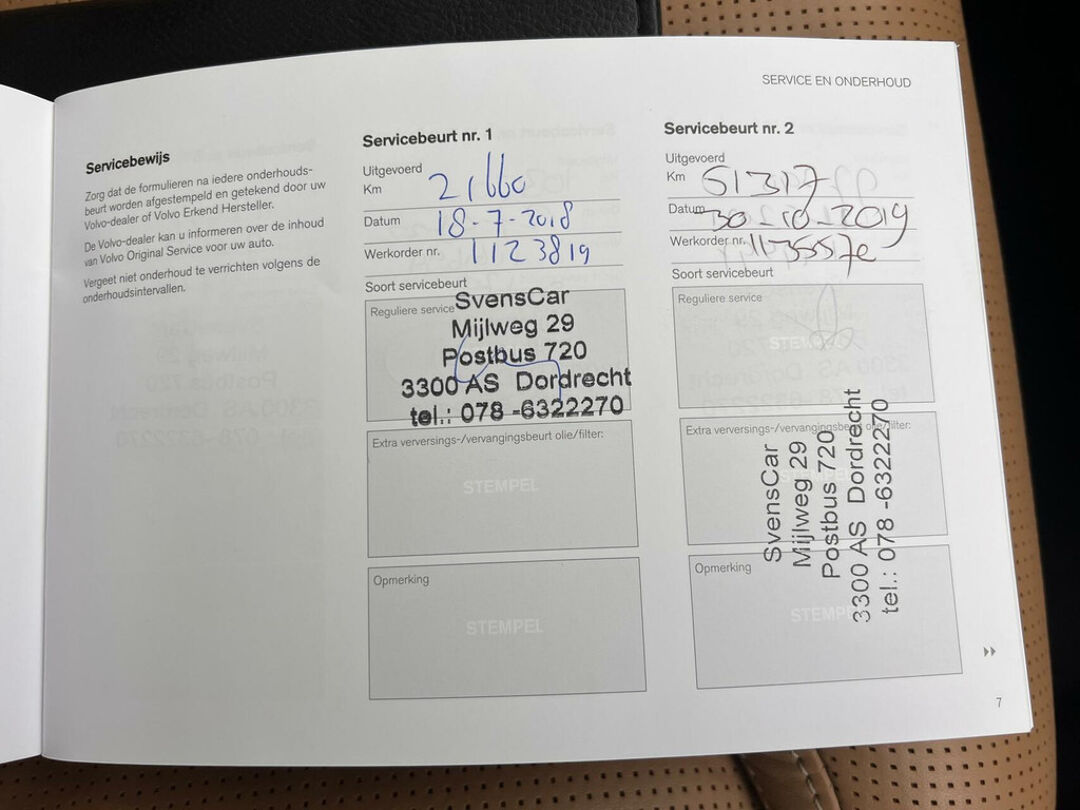 SERVICE EN ONDERHOUD
Servicebewijs
Zorg dat de formulieren na iedere onderhouds-
beurt worden afgestempeld en getekend door uw
Volvo-dealer of Volvo Erkend Hersteller.
De Volvo-dealer kan u informeren over de inhoud
van Volvo Original Service voor uw auto.
Vergeet niet onderhoud te verrichten volgens de
onderhoudsintervallen.
Servicebeurt nr. 1
Uitgevoerd
Km 21660
Datum 18-7-2018
Werkorder nr. 1123819
Soort servicebeurt
Reguliere service
SvensCar
Mijlweg 29
Postbus 720
3300 AS Dordrecht
tel.: 078 -6322270
Extra verversings-/vervangingsbeurt olie/filter:
STEMPEL
Opmerking
STEMPEL
Servicebeurt nr. 2
Uitgevoerd
Km 51317
Datum 30-10-2019
Werkorder nr.
Soort servicebeurt
Reguliere service
STEMPEL
Extra verversings-/vervangingsbeurt olie/filter:
STEMPEL
SvensCar
Mijlweg 29
Postbus 720
3300 AS Dordrecht
tel.: 078 -6322270
Opmerking
STEMPEL
7